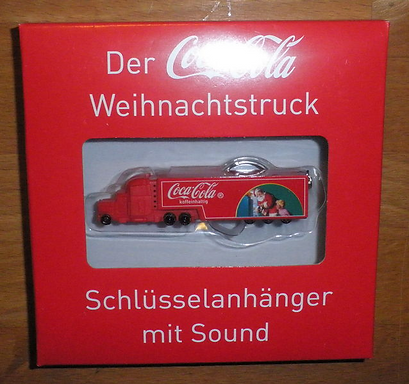 Der Coca-Cola
Weihnachtstruck
Coca-Cola ®
koffeinhaltig
Schlüsselanhänger
mit Sound